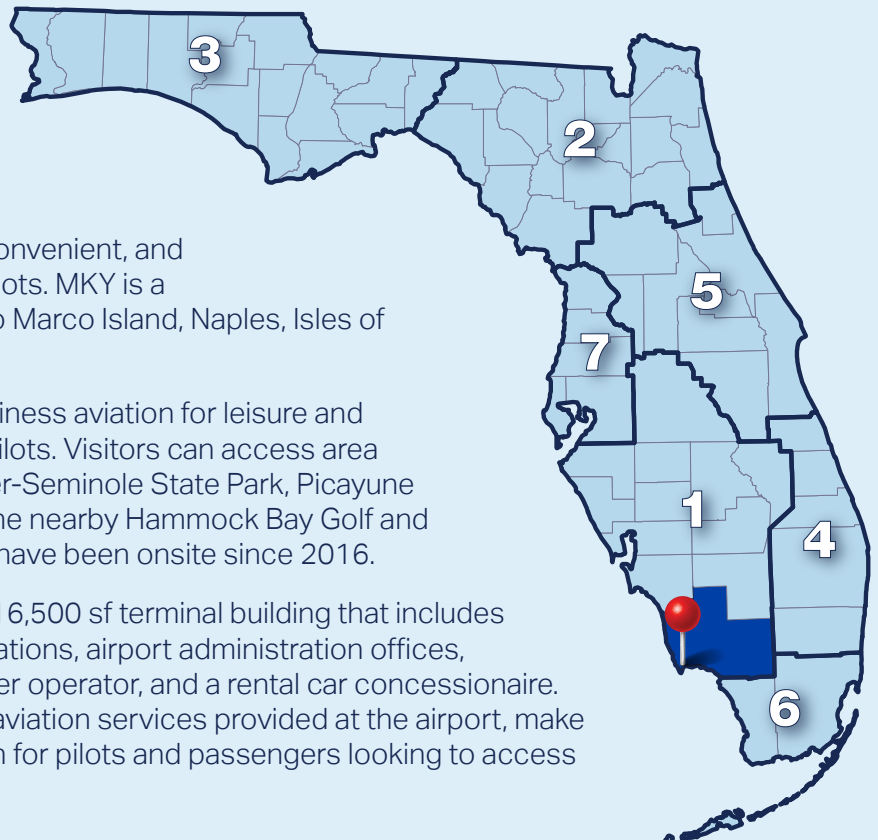 3
2
onvenient, and
ots. MKY is a
5
Marco Island, Naples, Isles of
7
iness aviation for leisure and
ilots. Visitors can access area
r-Seminole State Park, Picayune
1
ne nearby Hammock Bay Golf and
4
have been onsite since 2016.
16,500 sf terminal building that includes
ations, airport administration offices,
er operator, and a rental car concessionaire.
6
aviation services provided at the airport, make
n for pilots and passengers looking to access